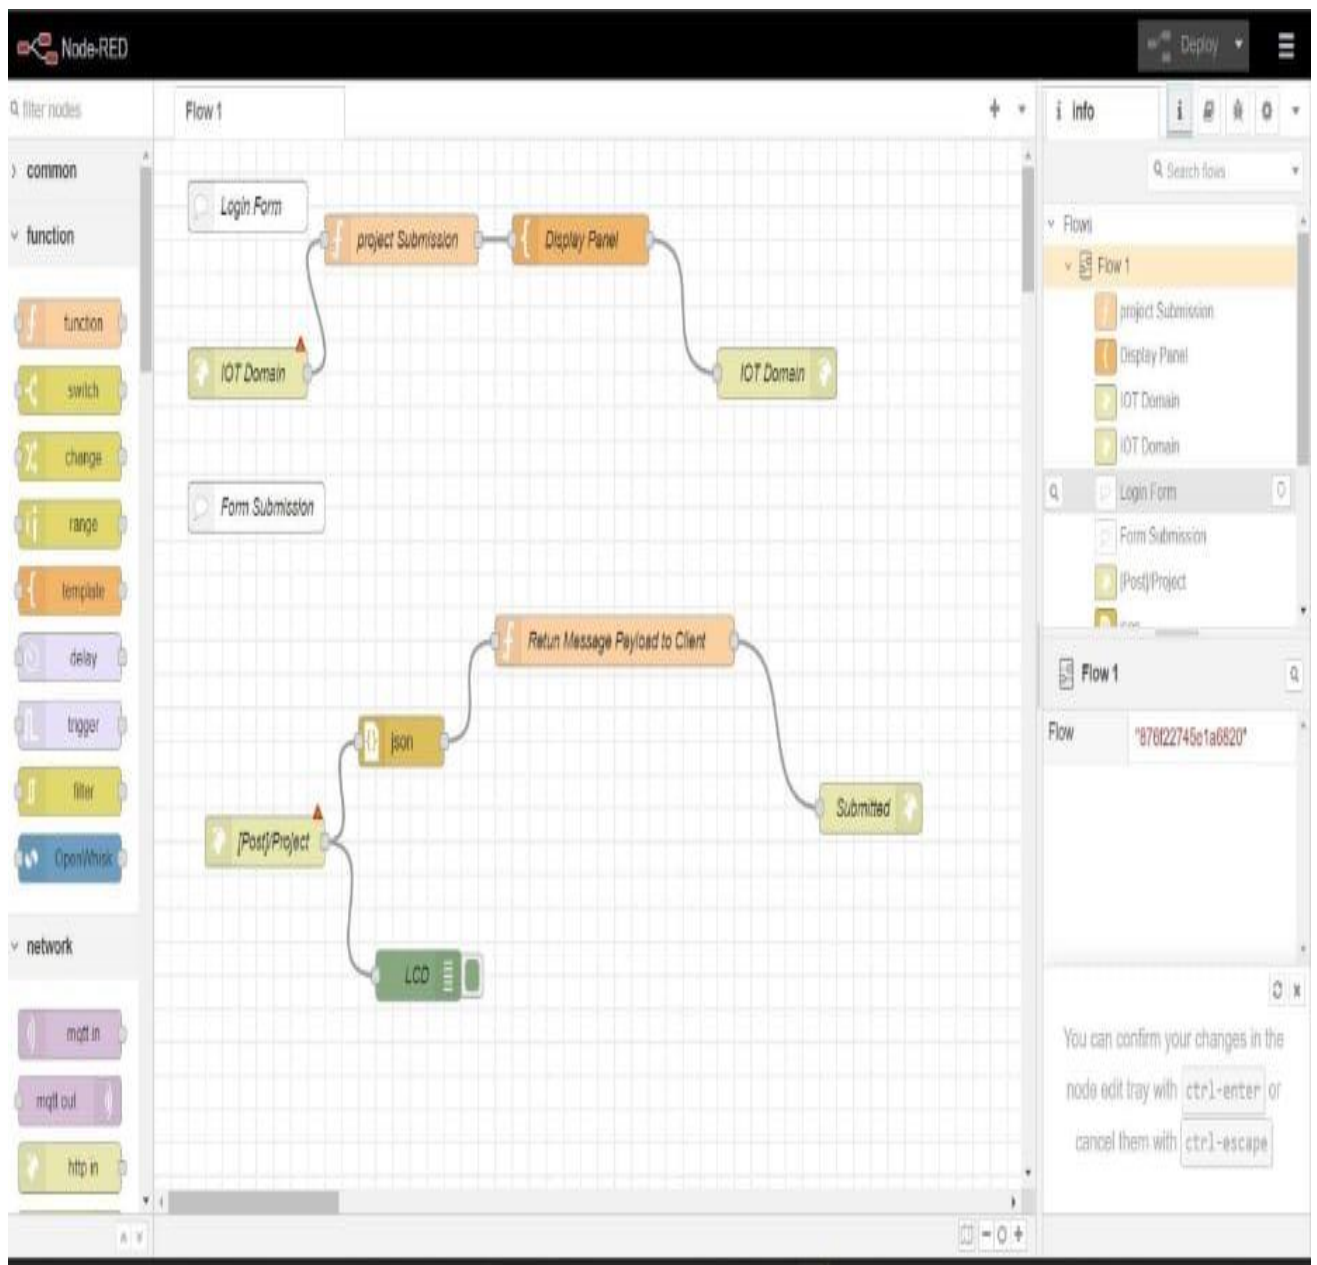 Node-RED
Deploy
filter nodes
Flow 1
info
common
Search flows
function
Flows
Flow 1
function
switch
change
range
template
delay
trigger
filter
OpenWhisk
network
mqtt in
mqtt out
http in
Login Form
project Submission
Display Panel
IOT Domain
IOT Domain
Form Submission
Retun Message Payload to Client
json
[Post]/Project
Submitted
LCD
project Submission
Display Panel
IOT Domain
IOT Domain
Login Form
Form Submission
[Post]/Project
Flow 1
Flow
You can confirm your changes in the
node edit tray with ctrl-enter or
cancel them with ctrl-escape